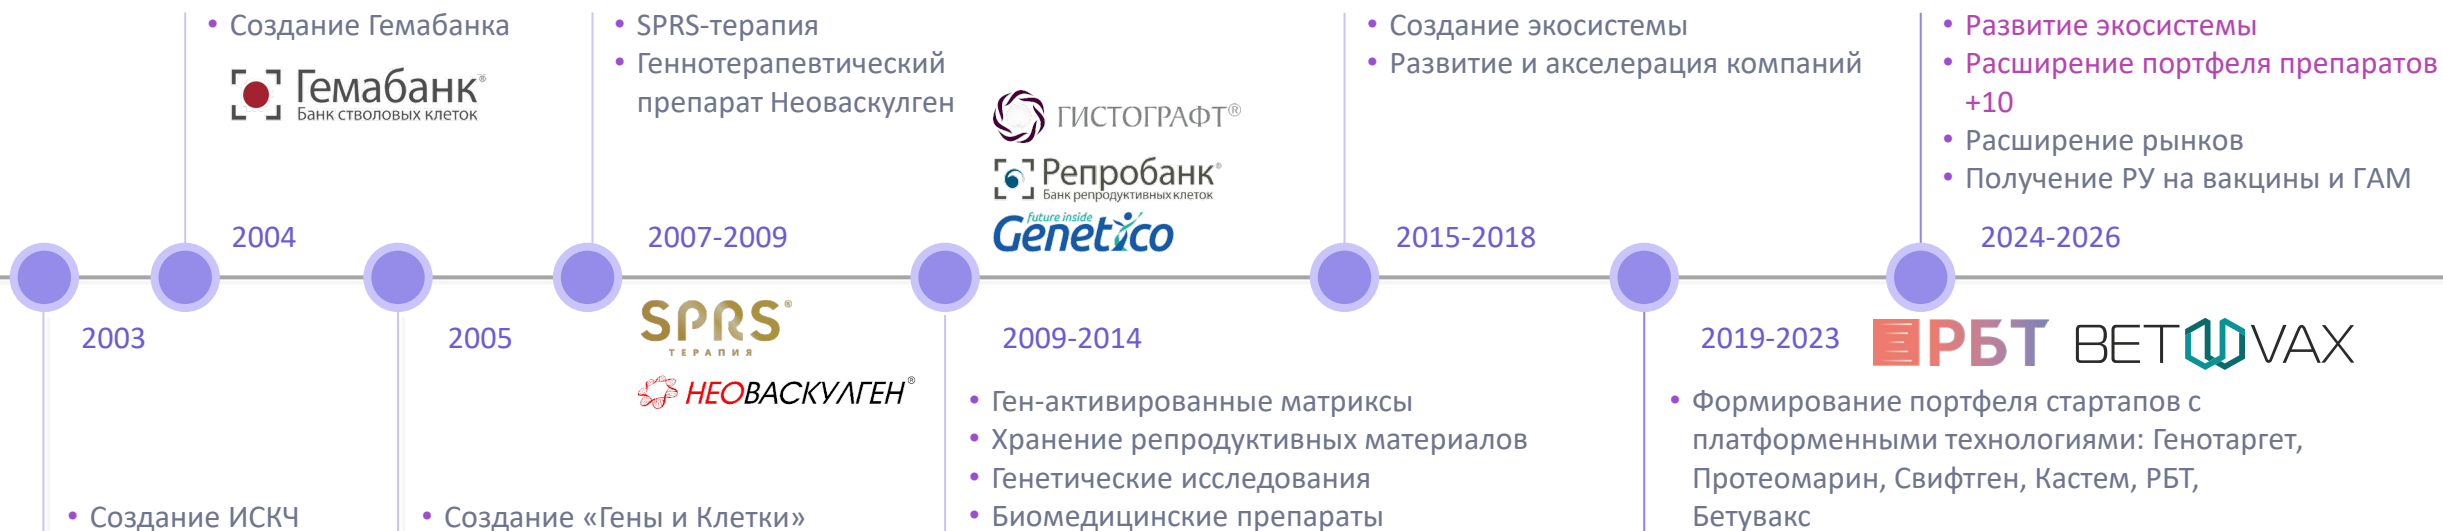 • Создание Гемабанка
Гемабанк®
Банк стволовых клеток
2004
• SPRS-терапия
• Геннотерапевтический
препарат Неоваскулген
2007-2009
ГИСТОГРАФТ®
Репробанк®
Банк репродуктивных клеток
future inside
Genetico
• Создание экосистемы
• Развитие и акселерация компаний
2015-2018
• Развитие экосистемы
• Расширение портфеля препаратов
+10
• Расширение рынков
• Получение РУ на вакцины и ГАМ
2024-2026
2003
• Создание ИСКЧ
2005
• Создание «Гены и Клетки»
SPRS®
ТЕРАПИЯ
НЕОВАСКУЛГЕН®
2009-2014
• Ген-активированные матриксы
• Хранение репродуктивных материалов
• Генетические исследования
• Биомедицинские препараты
2019-2023
РБТ
BETUVAX
• Формирование портфеля стартапов с
платформенными технологиями: Генотаргет,
Протеомарин, Свифтген, Кастем, РБТ,
Бетувакс